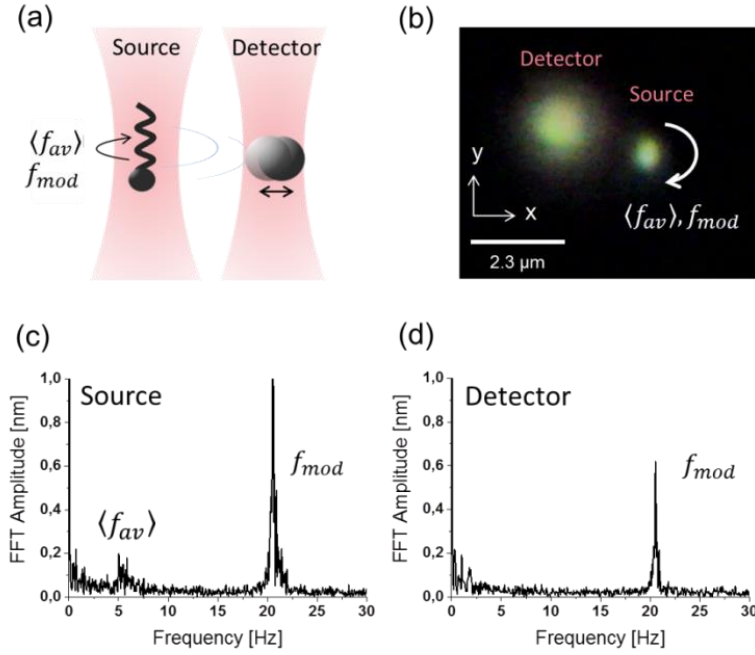 (a)
Source
Detector
⟨f_av⟩
f_mod
(b)
Detector
Source
y
x
⟨f_av⟩, f_mod
2.3 µm
(c)
Source
⟨f_av⟩
f_mod
FFT Amplitude [nm]
1,0
0,8
0,6
0,4
0,2
0,0
0 5 10 15 20 25 30
Frequency [Hz]
(d)
Detector
f_mod
FFT Amplitude [nm]
1,0
0,8
0,6
0,4
0,2
0,0
0 5 10 15 20 25 30
Frequency [Hz]